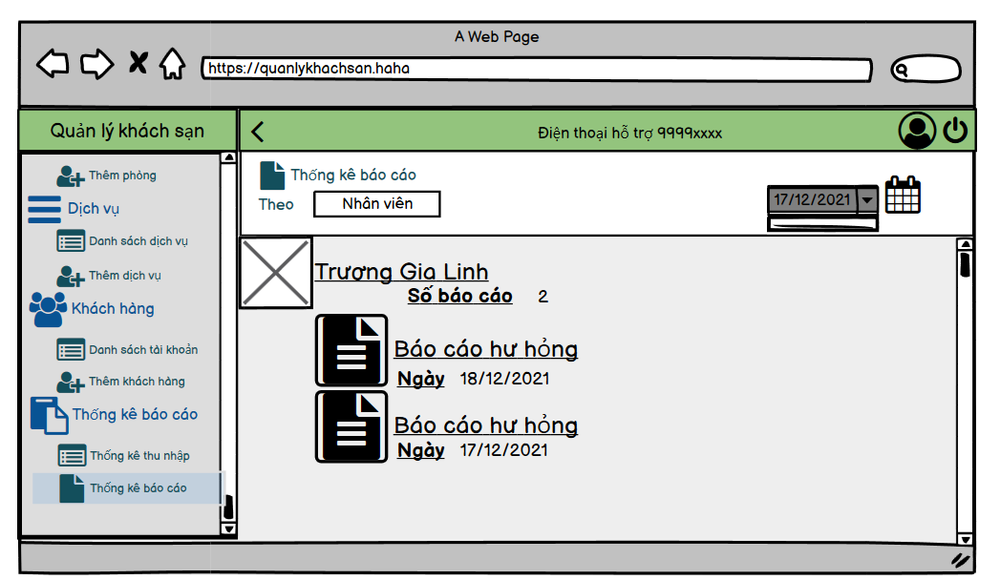 A Web Page
https://quanlykhachsan.haha
Quản lý khách sạn
Điện thoại hỗ trợ 9999xxxx
Thêm phòng
Dịch vụ
Danh sách dịch vụ
Thêm dịch vụ
Khách hàng
Danh sách tài khoản
Thêm khách hàng
Thống kê báo cáo
Thống kê thu nhập
Thống kê báo cáo
Thống kê báo cáo
Theo Nhân viên
17/12/2021
Trương Gia Linh
Số báo cáo 2
Báo cáo hư hỏng
Ngày 18/12/2021
Báo cáo hư hỏng
Ngày 17/12/2021